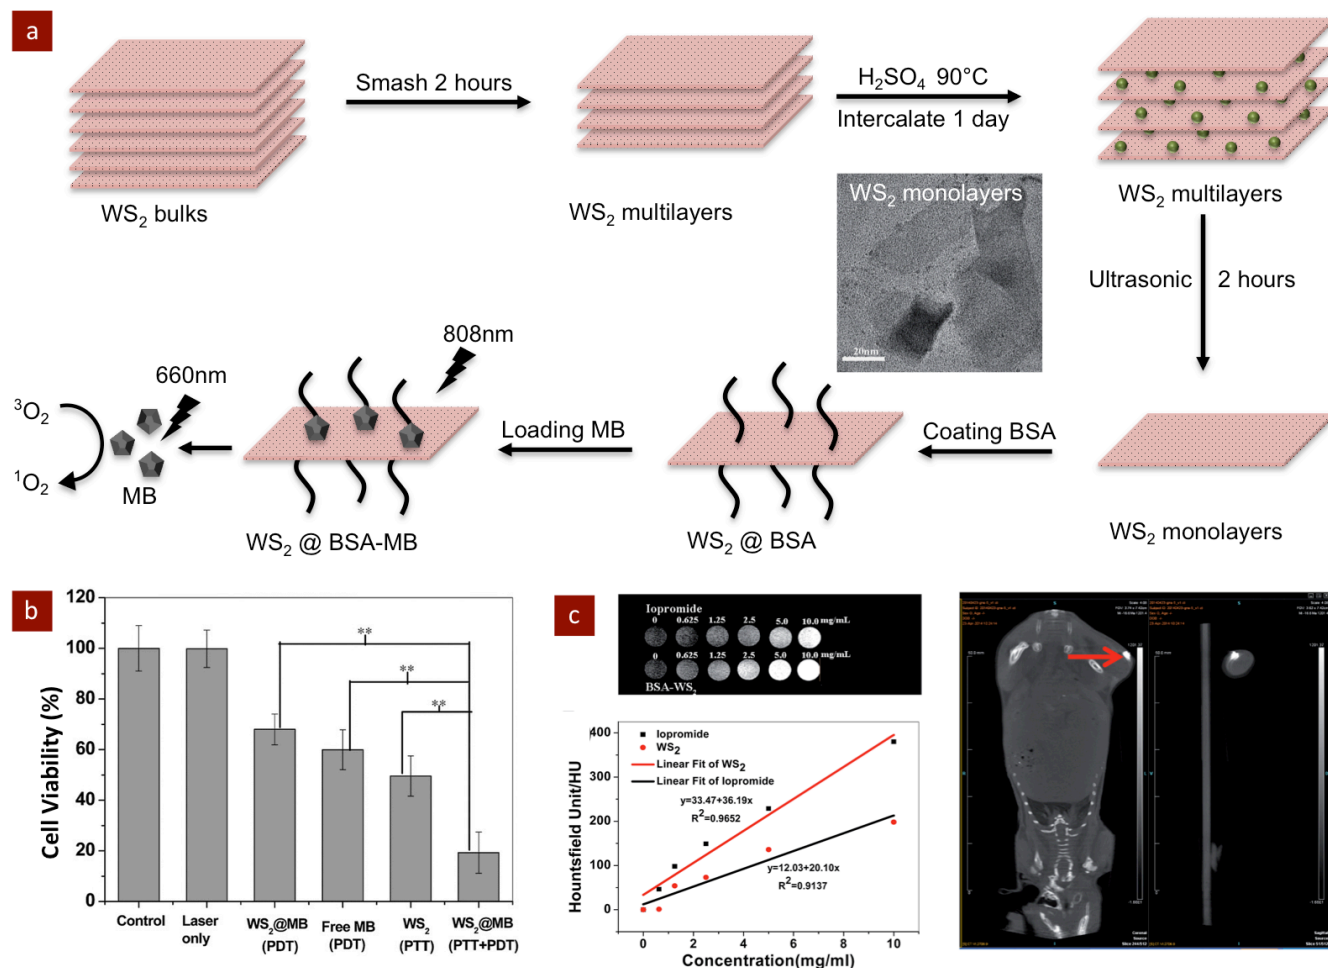 a
Smash 2 hours
H₂SO₄ 90°C
Intercalate 1 day
WS₂ bulks
WS₂ multilayers
WS₂ multilayers
WS₂ monolayers
20nm
Ultrasonic 2 hours
808nm
660nm
³O₂
¹O₂
MB
Loading MB
Coating BSA
WS₂ @ BSA-MB
WS₂ @ BSA
WS₂ monolayers
b
Cell Viability (%)
120
100
80
60
40
20
0
**
**
**
Control
Laser only
WS₂@MB (PDT)
Free MB (PDT)
WS₂ (PTT)
WS₂@MB (PTT+PDT)
c
Iopromide
0 0.625 1.25 2.5 5.0 10.0 mg/mL
0 0.625 1.25 2.5 5.0 10.0 mg/mL
BSA-WS₂
Hountsfield Unit/HU
400
300
200
100
0
Iopromide
WS₂
Linear Fit of WS₂
Linear Fit of Iopromide
y=33.47+36.19x
R²=0.9652
y=12.03+20.10x
R²=0.9137
0 2 4 6 8 10
Concentration(mg/ml)